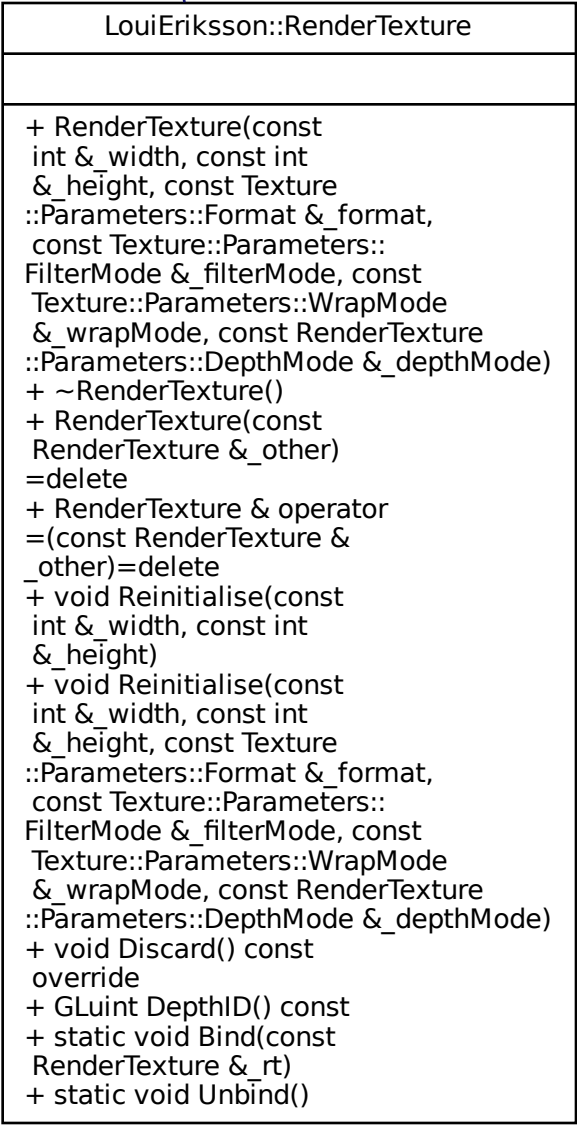 LouiEriksson::RenderTexture
+ RenderTexture(const
int &_width, const int
&_height, const Texture
::Parameters::Format &_format,
const Texture::Parameters::
FilterMode &_filterMode, const
Texture::Parameters::WrapMode
&_wrapMode, const RenderTexture
::Parameters::DepthMode &_depthMode)
+ ~RenderTexture()
+ RenderTexture(const
RenderTexture &_other)
=delete
+ RenderTexture & operator
=(const RenderTexture &
_other)=delete
+ void Reinitialise(const
int &_width, const int
&_height)
+ void Reinitialise(const
int &_width, const int
&_height, const Texture
::Parameters::Format &_format,
const Texture::Parameters::
FilterMode &_filterMode, const
Texture::Parameters::WrapMode
&_wrapMode, const RenderTexture
::Parameters::DepthMode &_depthMode)
+ void Discard() const
override
+ GLuint DepthID() const
+ static void Bind(const
RenderTexture &_rt)
+ static void Unbind()